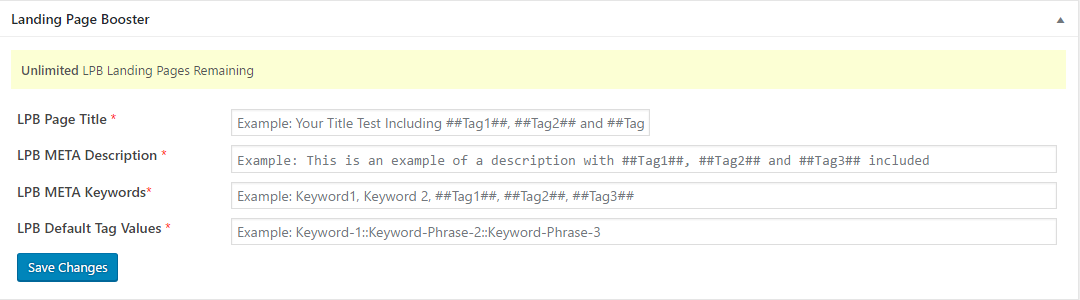 Landing Page Booster
Unlimited LPB Landing Pages Remaining
LPB Page Title * Example: Your Title Test Including ##Tag1##, ##Tag2## and ##Tag
LPB META Description * Example: This is an example of a description with ##Tag1##, ##Tag2## and ##Tag3## included
LPB META Keywords* Example: Keyword1, Keyword 2, ##Tag1##, ##Tag2##, ##Tag3##
LPB Default Tag Values * Example: Keyword-1::Keyword-Phrase-2::Keyword-Phrase-3
Save Changes